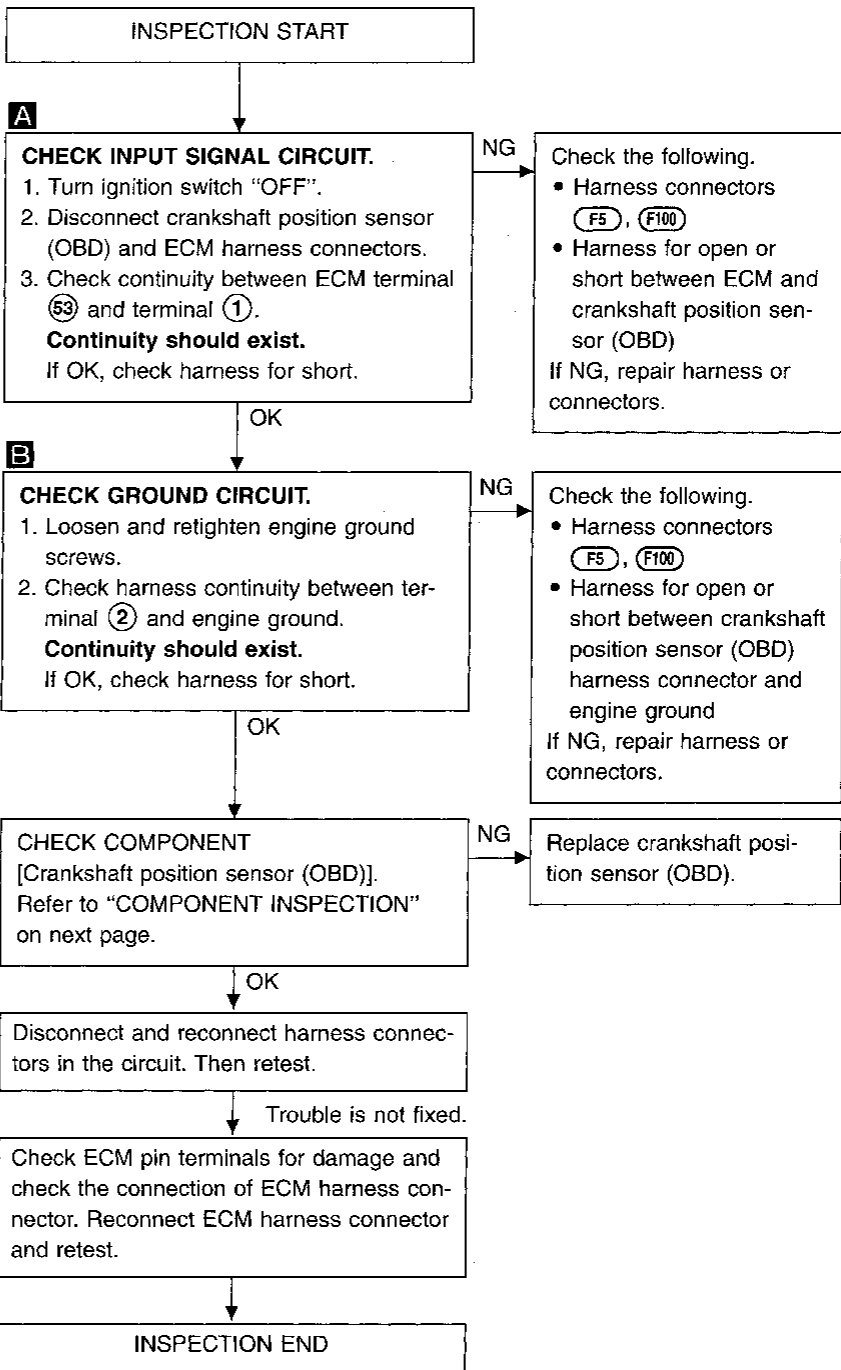 INSPECTION START
A
CHECK INPUT SIGNAL CIRCUIT.
1. Turn ignition switch "OFF".
2. Disconnect crankshaft position sensor
(OBD) and ECM harness connectors.
3. Check continuity between ECM terminal
53 and terminal 1.
Continuity should exist.
If OK, check harness for short.
NG
Check the following.
• Harness connectors
F5, F100
• Harness for open or
short between ECM and
crankshaft position sen-
sor (OBD)
If NG, repair harness or
connectors.
OK
B
CHECK GROUND CIRCUIT.
1. Loosen and retighten engine ground
screws.
2. Check harness continuity between ter-
minal 2 and engine ground.
Continuity should exist.
If OK, check harness for short.
NG
Check the following.
• Harness connectors
F5, F100
• Harness for open or
short between crankshaft
position sensor (OBD)
harness connector and
engine ground
If NG, repair harness or
connectors.
OK
CHECK COMPONENT
[Crankshaft position sensor (OBD)].
Refer to "COMPONENT INSPECTION"
on next page.
NG
Replace crankshaft posi-
tion sensor (OBD).
OK
Disconnect and reconnect harness connec-
tors in the circuit. Then retest.
Trouble is not fixed.
Check ECM pin terminals for damage and
check the connection of ECM harness con-
nector. Reconnect ECM harness connector
and retest.
INSPECTION END